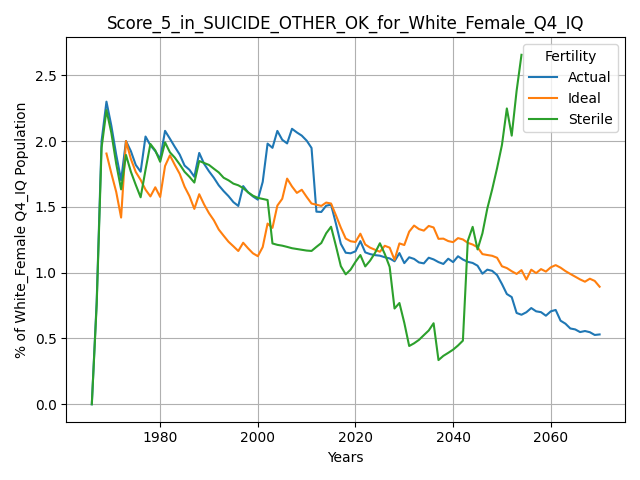 Score_5_in_SUICIDE_OTHER_OK_for_White_Female_Q4_IQ
Fertility
Actual
Ideal
Sterile
% of White_Female Q4_IQ Population
2.5
2.0
1.5
1.0
0.5
0.0
1980 2000 2020 2040 2060
Years